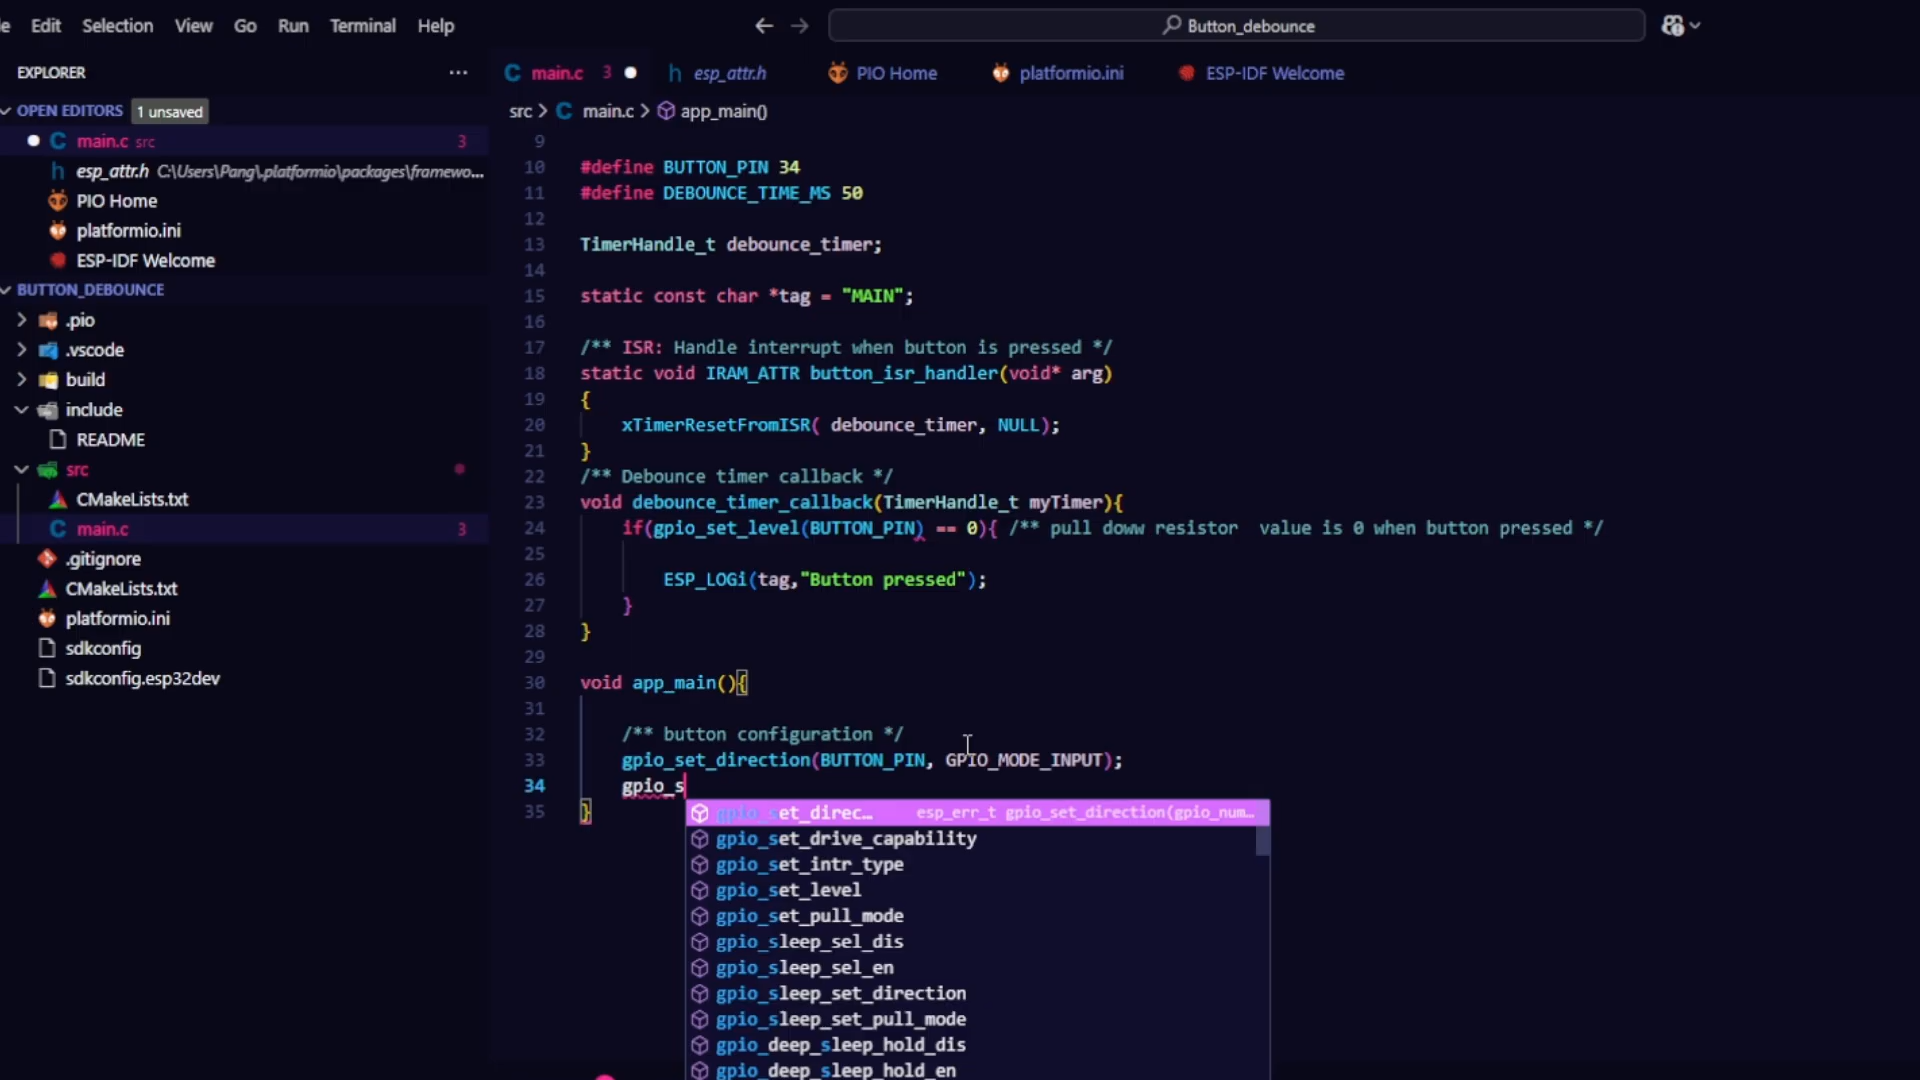 Edit Selection View Go Run Terminal Help
Button_debounce
EXPLORER
OPEN EDITORS 1 unsaved
main.c src 3
esp_attr.h C:\Users\Pang\.platformio\packages\framewo...
PIO Home
platformio.ini
ESP-IDF Welcome
BUTTON_DEBOUNCE
.pio
.vscode
build
include
README
src
CMakeLists.txt
main.c 3
.gitignore
CMakeLists.txt
platformio.ini
sdkconfig
sdkconfig.esp32dev
main.c 3 esp_attr.h PIO Home platformio.ini ESP-IDF Welcome
src > main.c > app_main()
9
10 #define BUTTON_PIN 34
11 #define DEBOUNCE_TIME_MS 50
12
13 TimerHandle_t debounce_timer;
14
15 static const char *tag = "MAIN";
16
17 /** ISR: Handle interrupt when button is pressed */
18 static void IRAM_ATTR button_isr_handler(void* arg)
19 {
20 xTimerResetFromISR( debounce_timer, NULL);
21 }
22 /** Debounce timer callback */
23 void debounce_timer_callback(TimerHandle_t myTimer){
24 if(gpio_set_level(BUTTON_PIN) == 0){ /** pull doww resistor  value is 0 when button pressed */
25
26 ESP_LOGi(tag,"Button pressed");
27 }
28 }
29
30 void app_main(){
31
32 /** button configuration */
33 gpio_set_direction(BUTTON_PIN, GPIO_MODE_INPUT);
34 gpio_s
35 }
gpio_set_direc… esp_err_t gpio_set_direction(gpio_num…
gpio_set_drive_capability
gpio_set_intr_type
gpio_set_level
gpio_set_pull_mode
gpio_sleep_sel_dis
gpio_sleep_sel_en
gpio_sleep_set_direction
gpio_sleep_set_pull_mode
gpio_deep_sleep_hold_dis
gpio_deep_sleep_hold_en